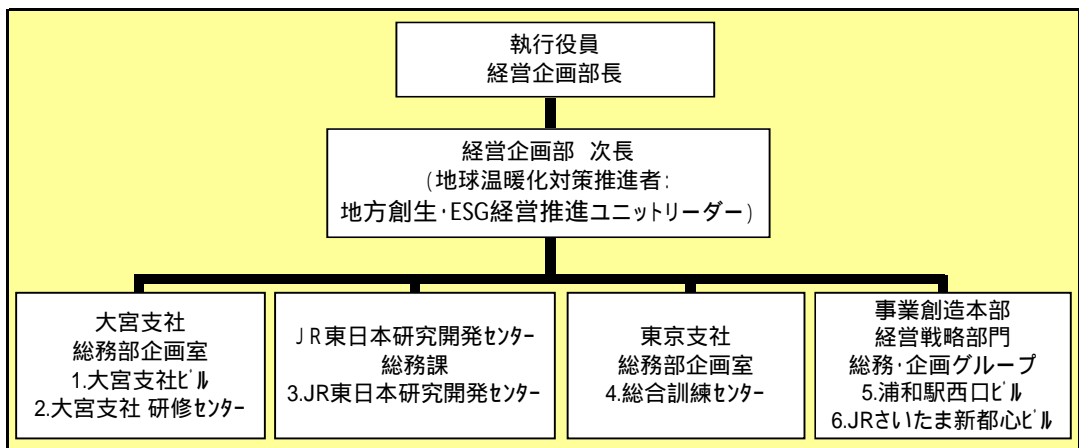 執行役員
経営企画部長
経営企画部 次長
(地球温暖化対策推進者:
地方創生・ESG経営推進ユニットリーダー)
大宮支社
総務部企画室
1.大宮支社ビル
2.大宮支社 研修センター
JR東日本研究開発センター
総務課
3.JR東日本研究開発センター
東京支社
総務部企画室
4.総合訓練センター
事業創造本部
経営戦略部門
総務・企画グループ
5.浦和駅西口ビル
6.JRさいたま新都心ビル